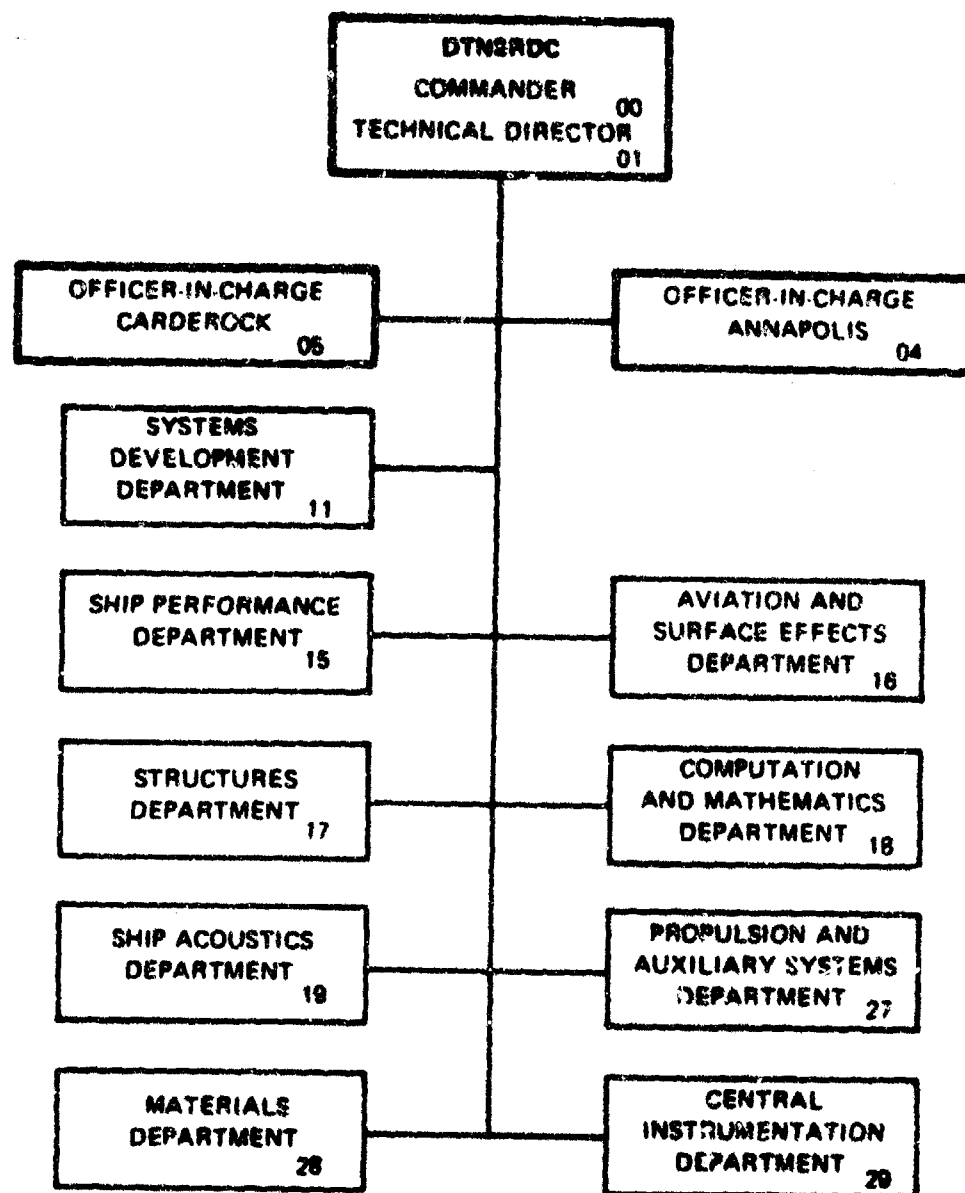 DTNSRDC
COMMANDER
00
TECHNICAL DIRECTOR
01
OFFICER-IN-CHARGE
CARDEROCK
05
OFFICER-IN-CHARGE
ANNAPOLIS
04
SYSTEMS
DEVELOPMENT
DEPARTMENT
11
SHIP PERFORMANCE
DEPARTMENT
15
AVIATION AND
SURFACE EFFECTS
DEPARTMENT
16
STRUCTURES
DEPARTMENT
17
COMPUTATION
AND MATHEMATICS
DEPARTMENT
18
SHIP ACOUSTICS
DEPARTMENT
19
PROPULSION AND
AUXILIARY SYSTEMS
DEPARTMENT
27
MATERIALS
DEPARTMENT
28
CENTRAL
INSTRUMENTATION
DEPARTMENT
29